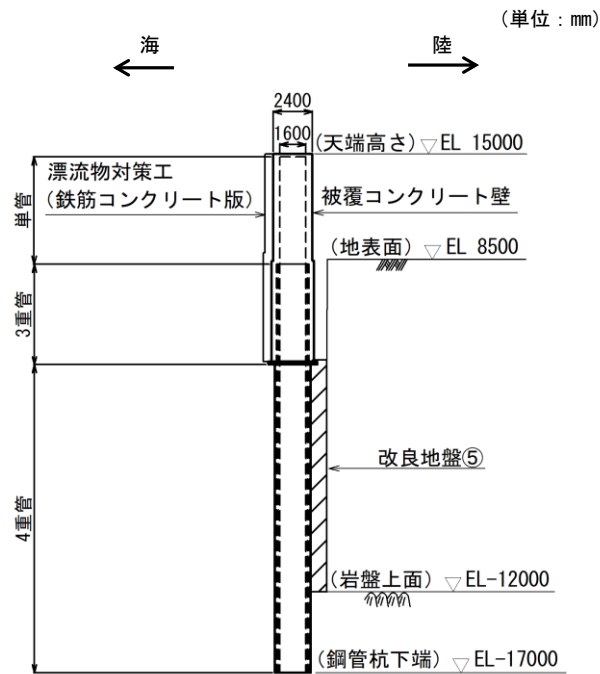 (単位：mm)
海
陸
2400
1600
(天端高さ)▽EL 15000
漂流物対策工
(鉄筋コンクリート版)
被覆コンクリート壁
単管
(地表面)▽EL 8500
3重管
改良地盤⑤
4重管
(岩盤上面)▽EL-12000
(鋼管杭下端)▽EL-17000